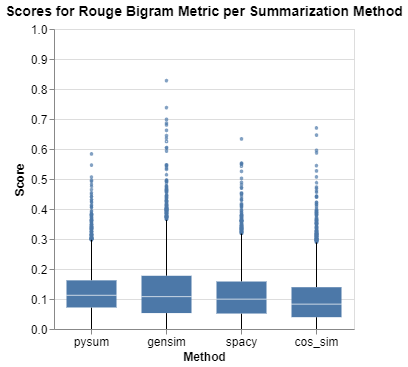 Scores for Rouge Bigram Metric per Summarization Method
1.0
0.9
0.8
0.7
0.6
0.5
0.4
0.3
0.2
0.1
0.0
Score
pysum gensim spacy cos_sim
Method